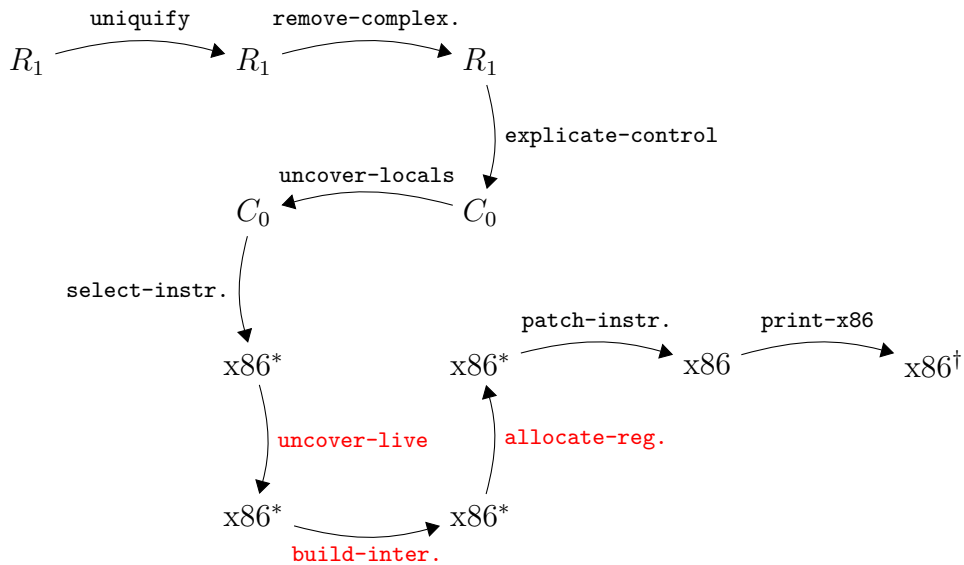 uniquify remove-complex.
R₁ R₁ R₁
explicate-control
uncover-locals
C₀ C₀
select-instr.
patch-instr. print-x86
x86* x86* x86 x86†
uncover-live allocate-reg.
x86* x86*
build-inter.